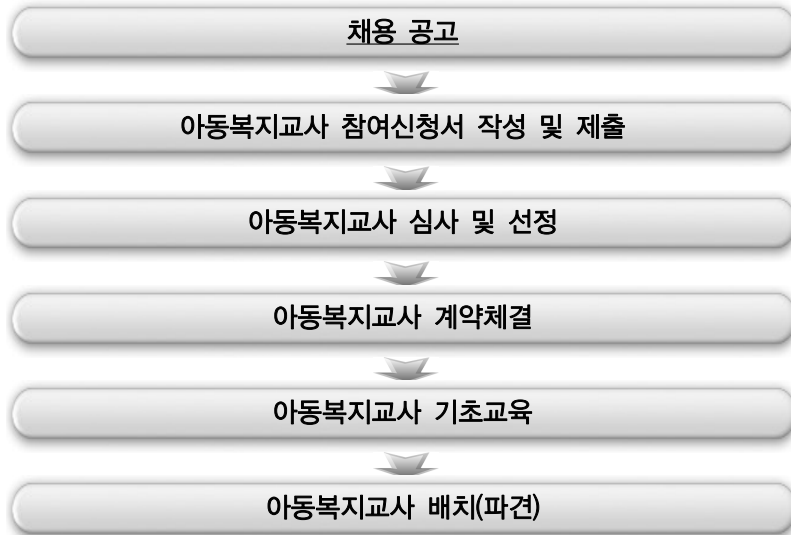 채용 공고
아동복지교사 참여신청서 작성 및 제출
아동복지교사 심사 및 선정
아동복지교사 계약체결
아동복지교사 기초교육
아동복지교사 배치(파견)